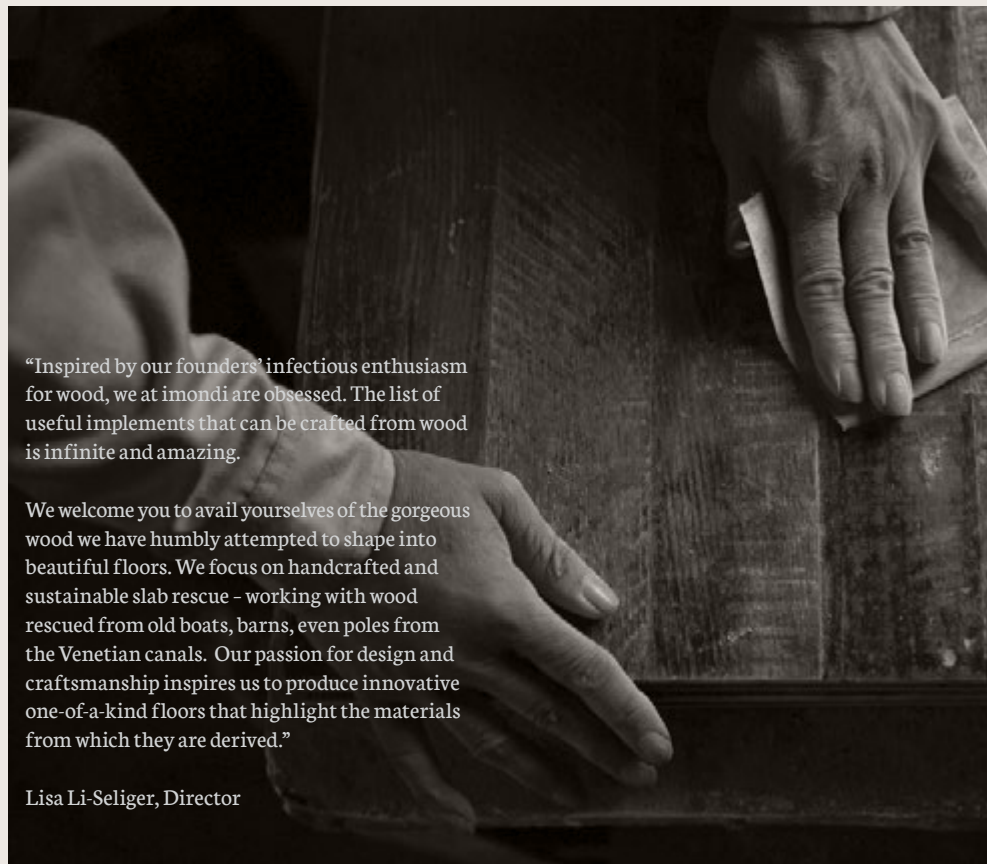 “Inspired by our founders’ infectious enthusiasm
for wood, we at imondi are obsessed. The list of
useful implements that can be crafted from wood
is infinite and amazing.
We welcome you to avail yourselves of the gorgeous
wood we have humbly attempted to shape into
beautiful floors. We focus on handcrafted and
sustainable slab rescue – working with wood
rescued from old boats, barns, even poles from
the Venetian canals.  Our passion for design and
craftsmanship inspires us to produce innovative
one-of-a-kind floors that highlight the materials
from which they are derived.”
Lisa Li-Seliger, Director